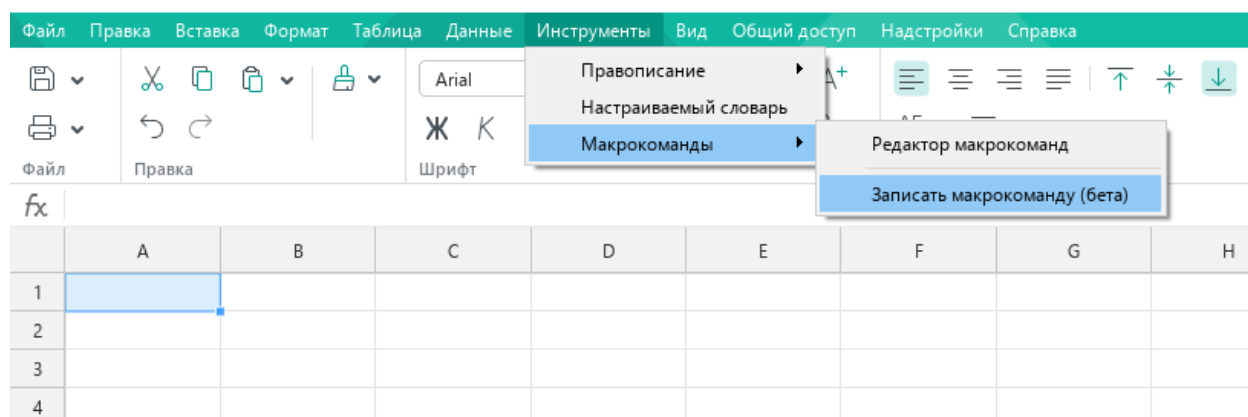 Файл Правка Вставка Формат Таблица Данные Инструменты Вид Общий доступ Надстройки Справка
Arial
Правописание
A+
Настраиваемый словарь
Ж К
Макрокоманды
Редактор макрокоманд
Файл Правка Шрифт
Записать макрокоманду (бета)
fx
A B C D E F G H
1
2
3
4